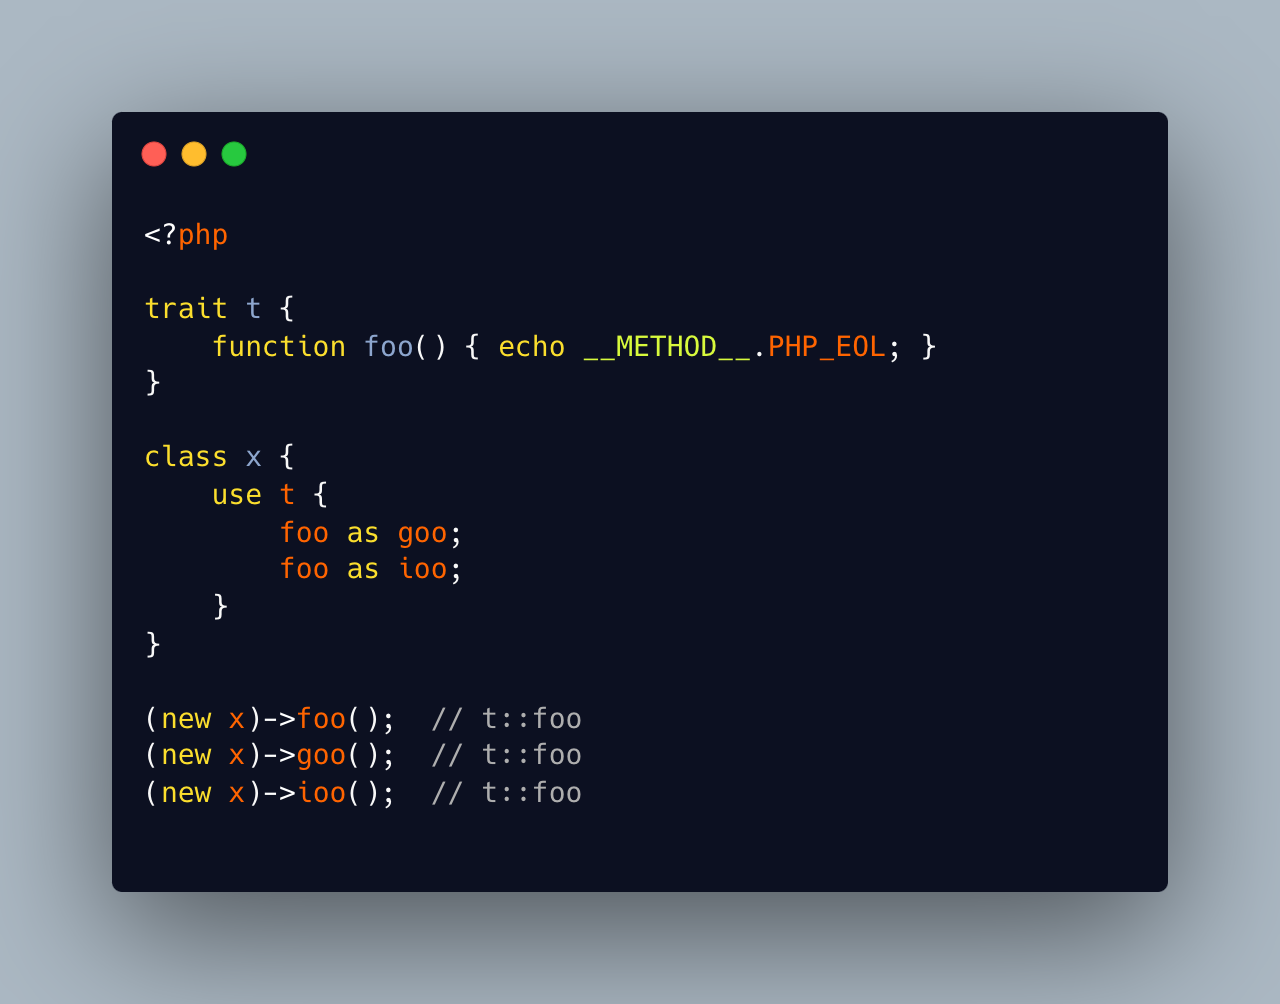 <?php

trait t {
    function foo() { echo __METHOD__.PHP_EOL; }
}

class x {
    use t {
        foo as goo;
        foo as ioo;
    }
}

(new x)->foo();  // t::foo
(new x)->goo();  // t::foo
(new x)->ioo();  // t::foo